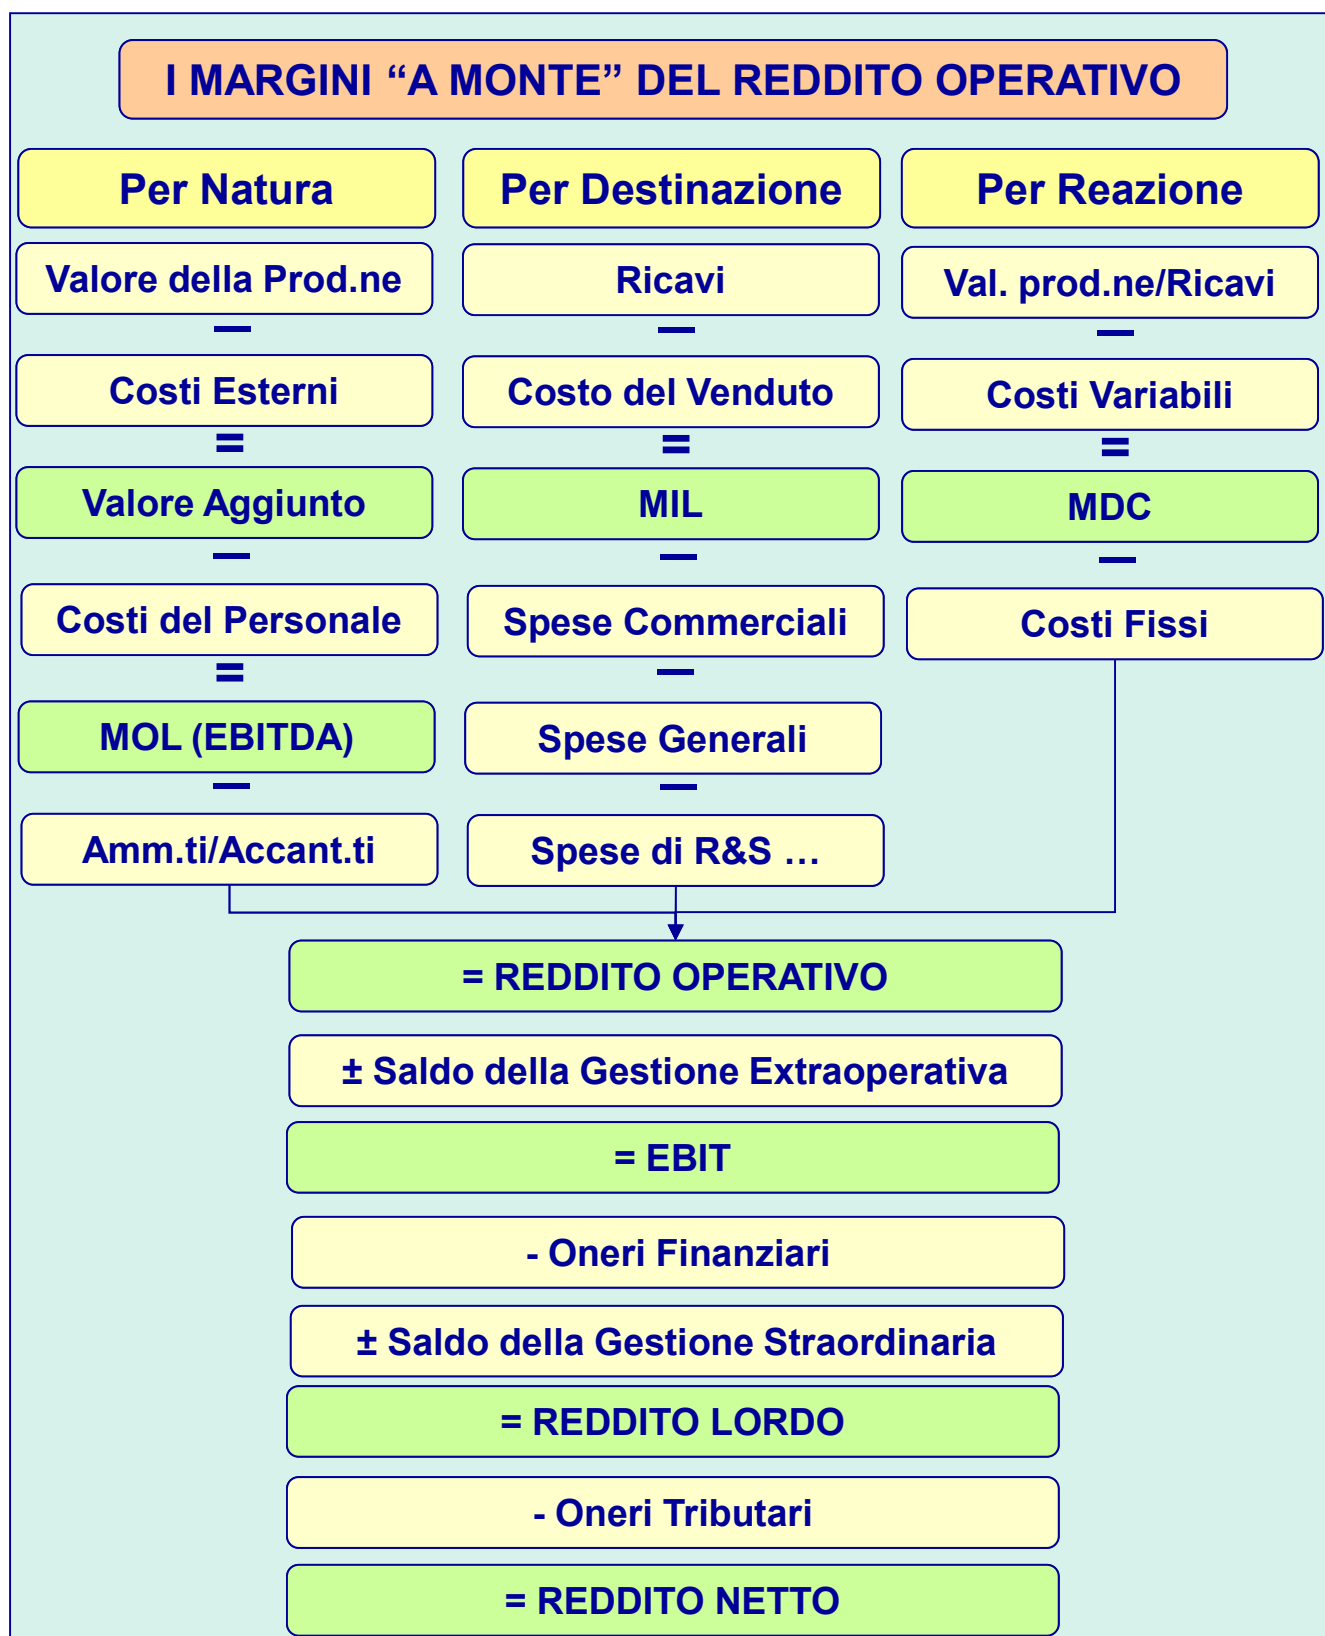 I MARGINI “A MONTE” DEL REDDITO OPERATIVO
Per Natura
Valore della Prod.ne
–
Costi Esterni
=
Valore Aggiunto
–
Costi del Personale
=
MOL (EBITDA)
–
Amm.ti/Accant.ti
Per Destinazione
Ricavi
–
Costo del Venduto
=
MIL
–
Spese Commerciali
–
Spese Generali
–
Spese di R&S …
Per Reazione
Val. prod.ne/Ricavi
–
Costi Variabili
=
MDC
–
Costi Fissi
= REDDITO OPERATIVO
± Saldo della Gestione Extraoperativa
= EBIT
- Oneri Finanziari
± Saldo della Gestione Straordinaria
= REDDITO LORDO
- Oneri Tributari
= REDDITO NETTO